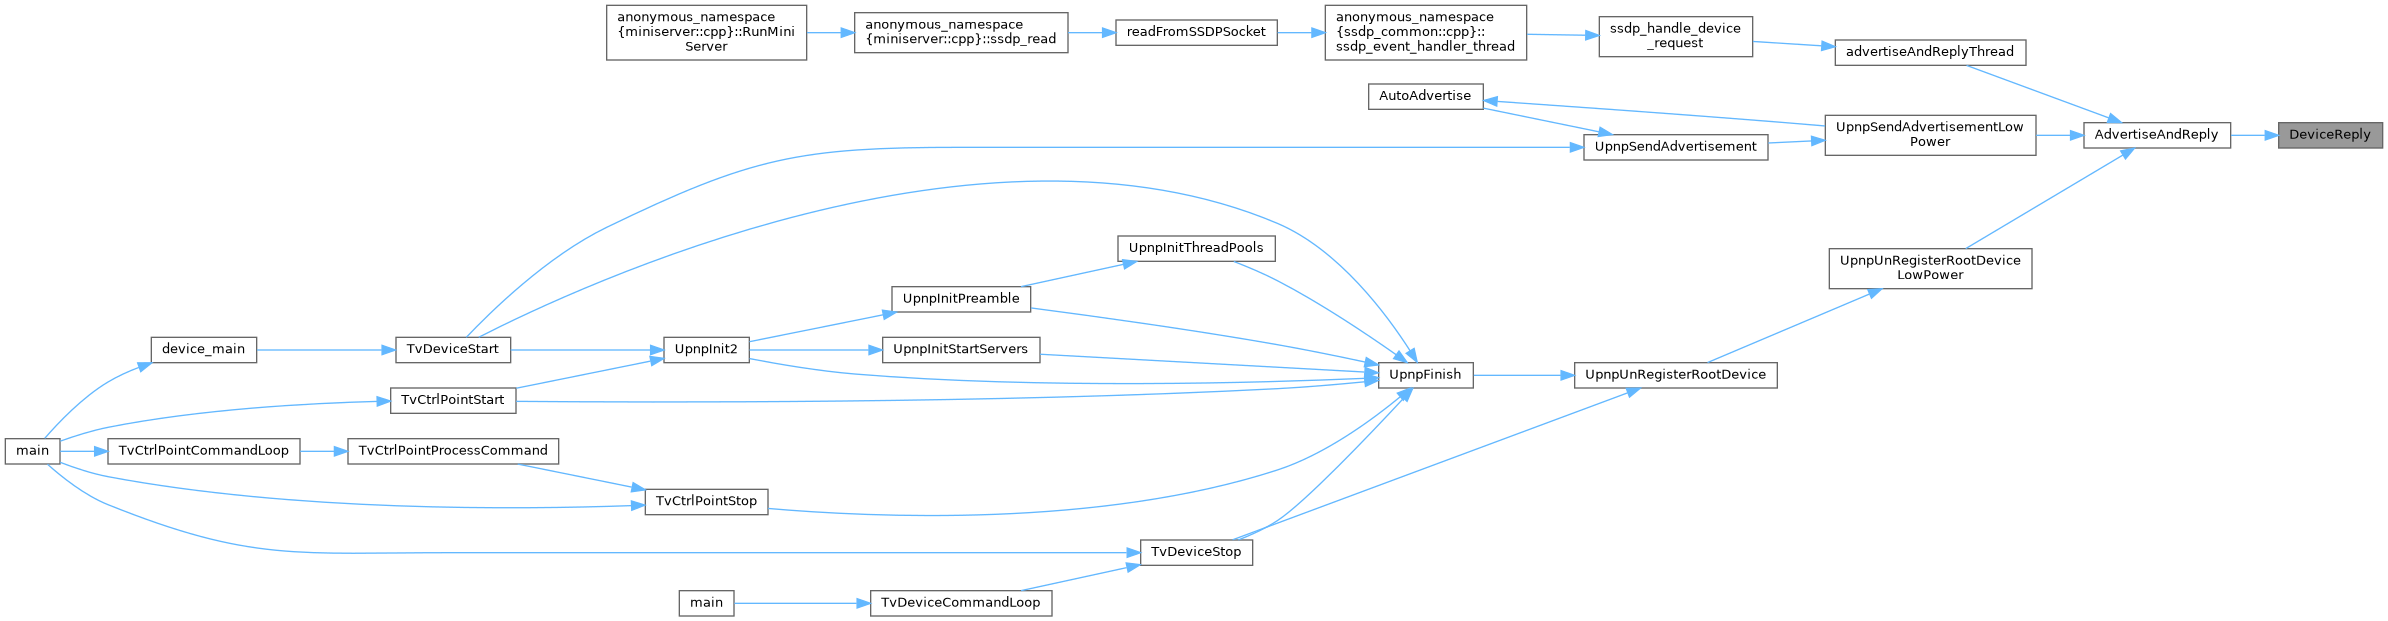 anonymous_namespace
{miniserver::cpp}::RunMini
Server
anonymous_namespace
{miniserver::cpp}::ssdp_read
readFromSSDPSocket
anonymous_namespace
{ssdp_common::cpp}::
ssdp_event_handler_thread
ssdp_handle_device
_request
advertiseAndReplyThread
AutoAdvertise
UpnpSendAdvertisement
UpnpSendAdvertisementLow
Power
AdvertiseAndReply
DeviceReply
UpnpInitThreadPools
UpnpUnRegisterRootDevice
LowPower
UpnpInitPreamble
device_main
TvDeviceStart
UpnpInit2
UpnpInitStartServers
UpnpFinish
UpnpUnRegisterRootDevice
TvCtrlPointStart
main
TvCtrlPointCommandLoop
TvCtrlPointProcessCommand
TvCtrlPointStop
TvDeviceStop
main
TvDeviceCommandLoop